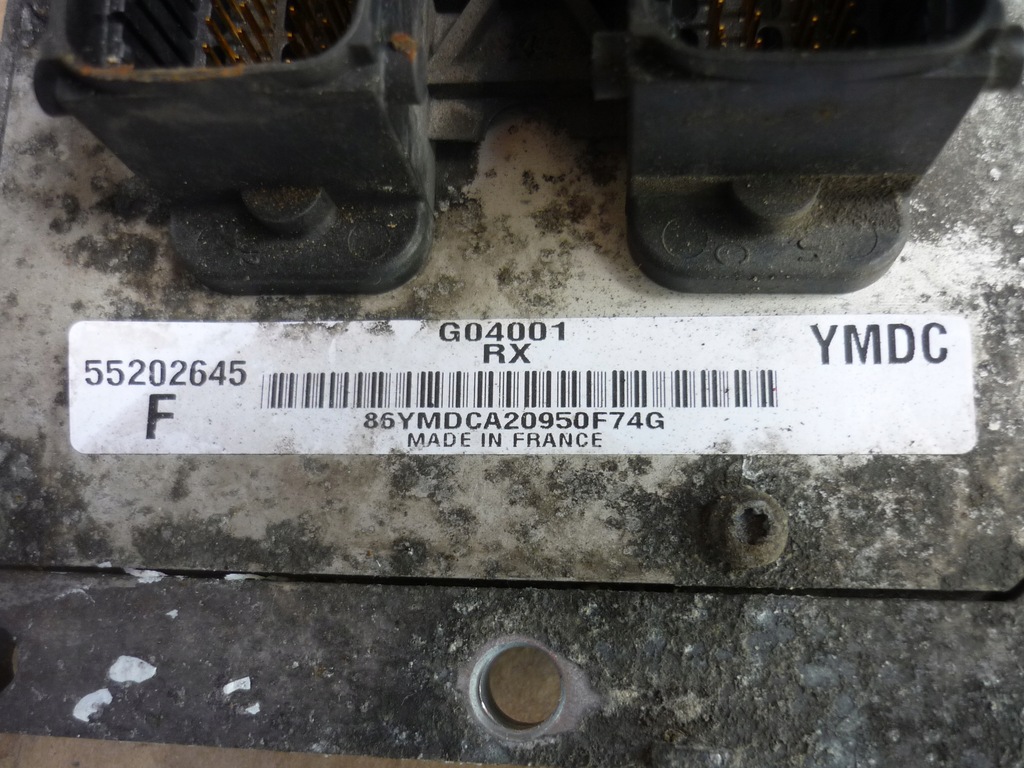 G04001
RX
YMDC
55202645
F
86YMDCA20950F74G
MADE IN FRANCE